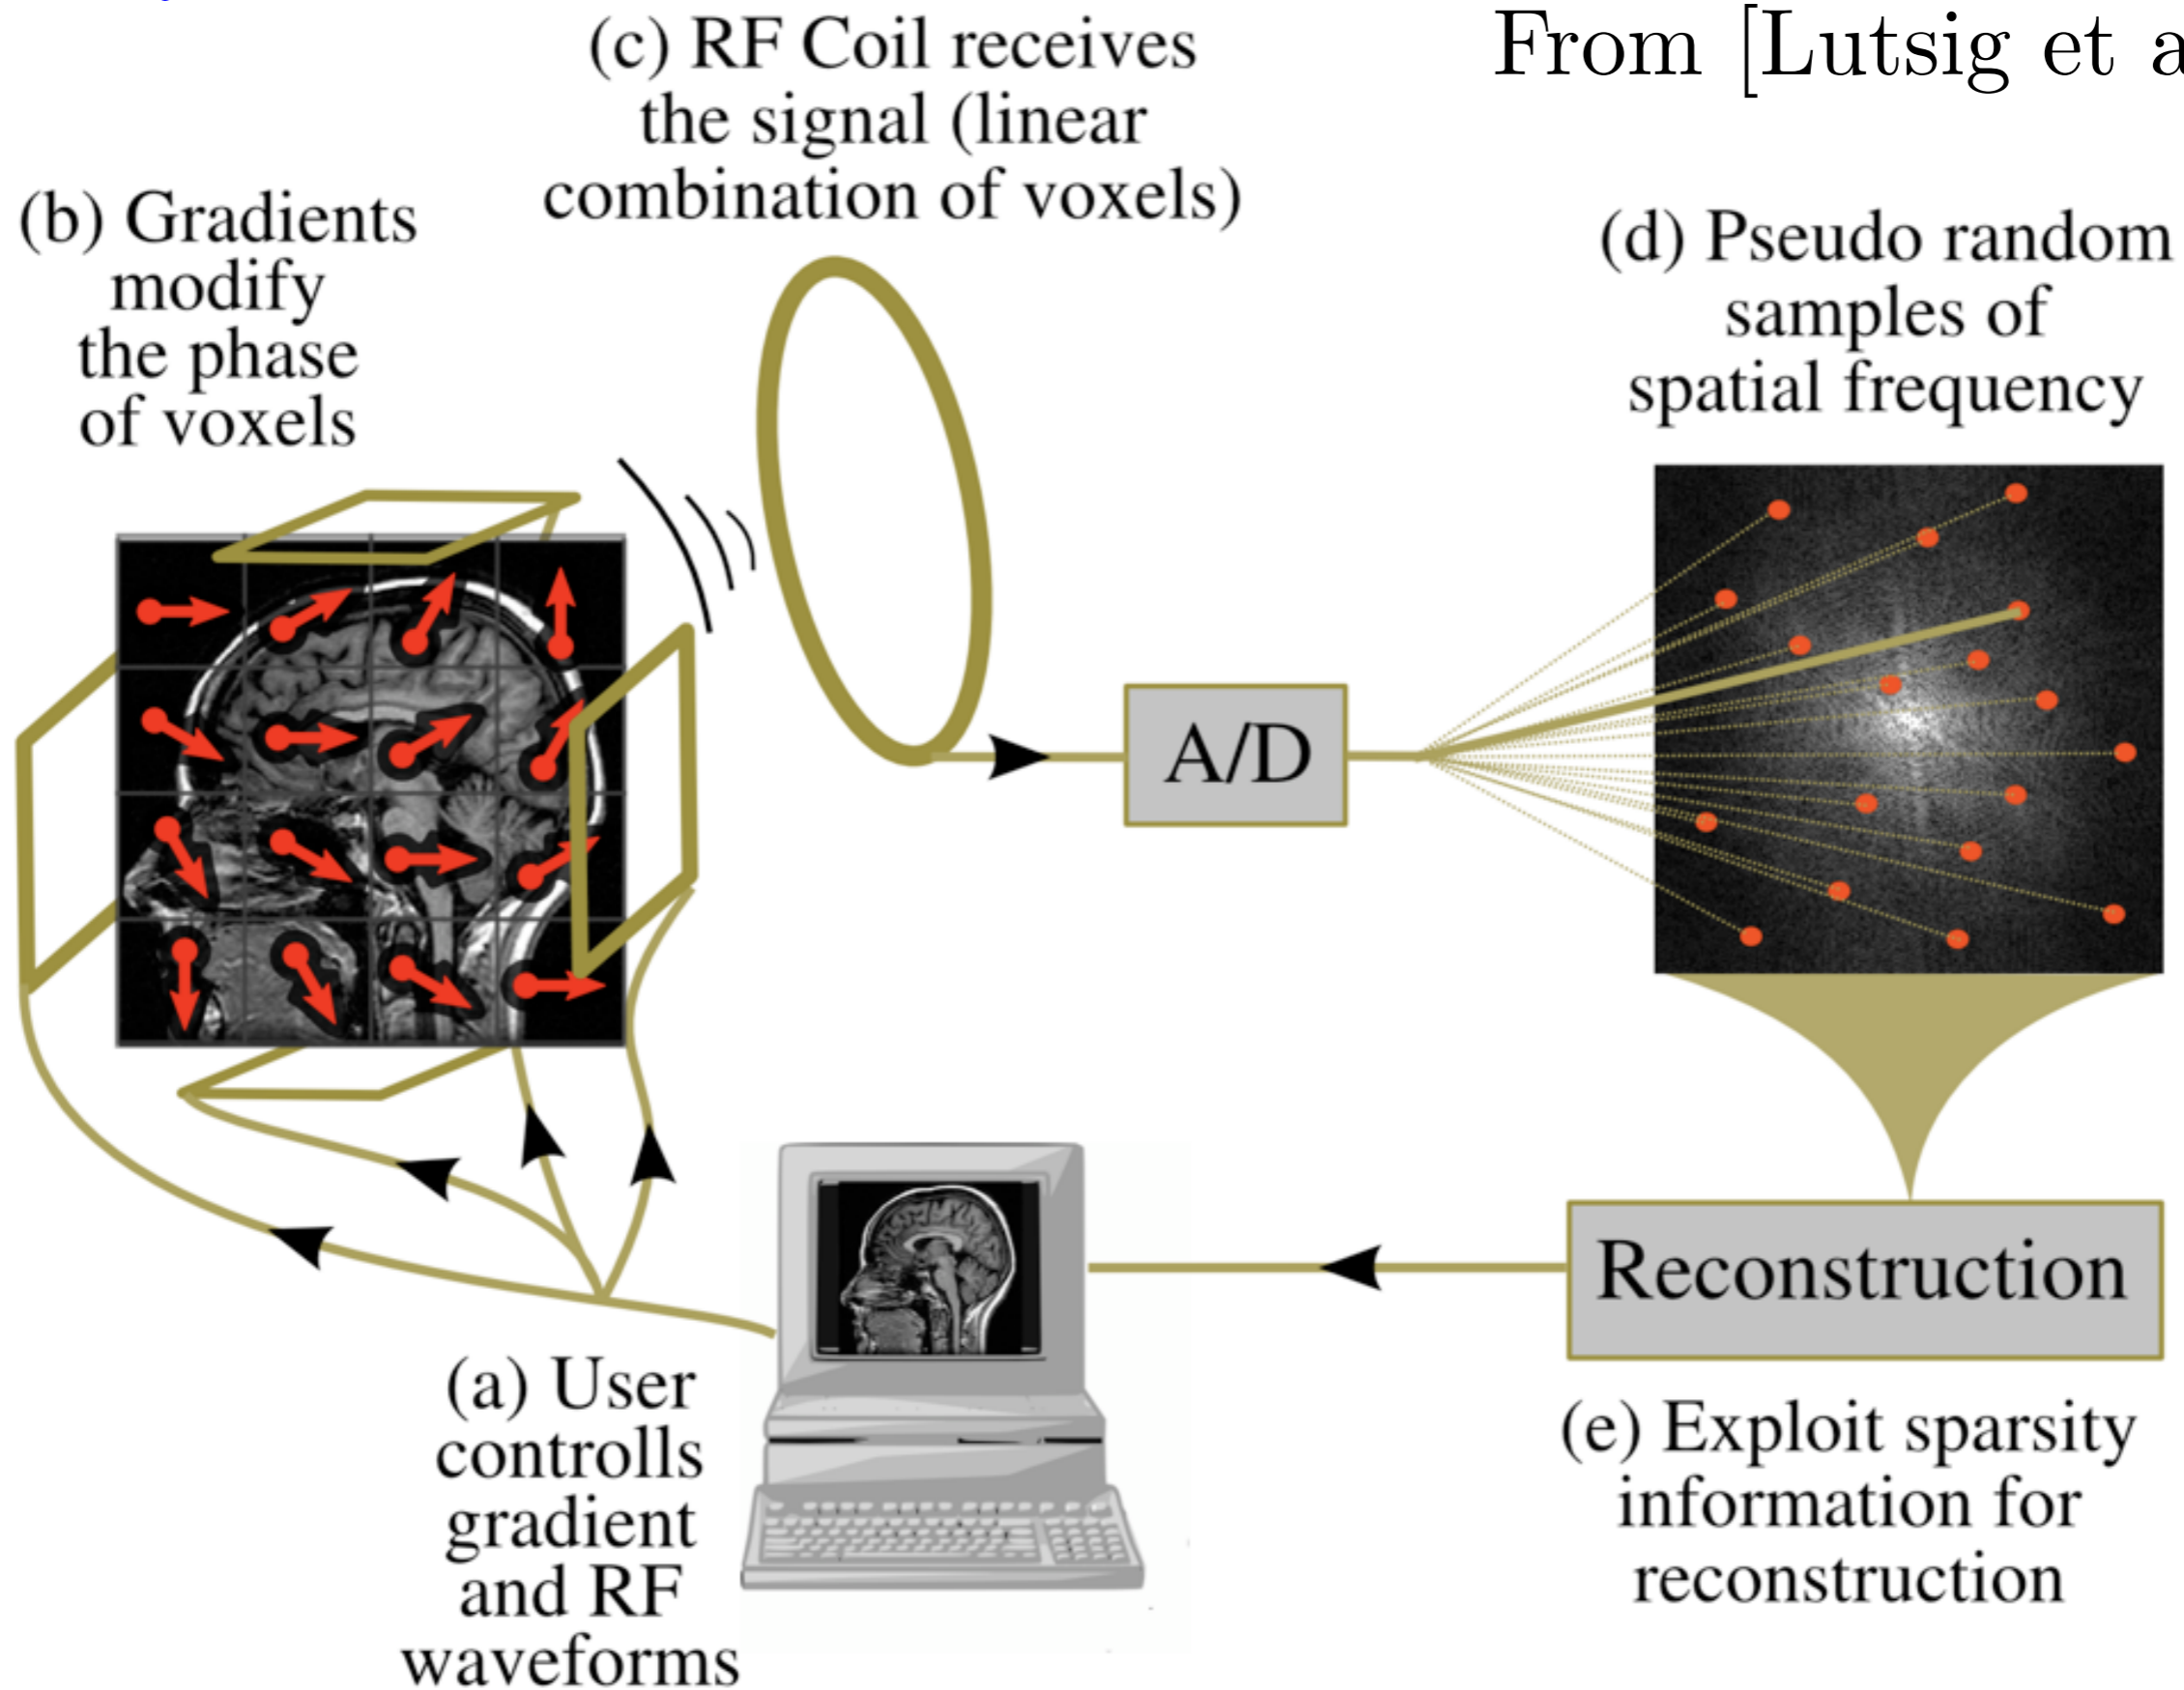 From [Lutsig et a
(c) RF Coil receives
the signal (linear
combination of voxels)
(b) Gradients
modify
the phase
of voxels
(d) Pseudo random
samples of
spatial frequency
A/D
Reconstruction
(a) User
controlls
gradient
and RF
waveforms
(e) Exploit sparsity
information for
reconstruction